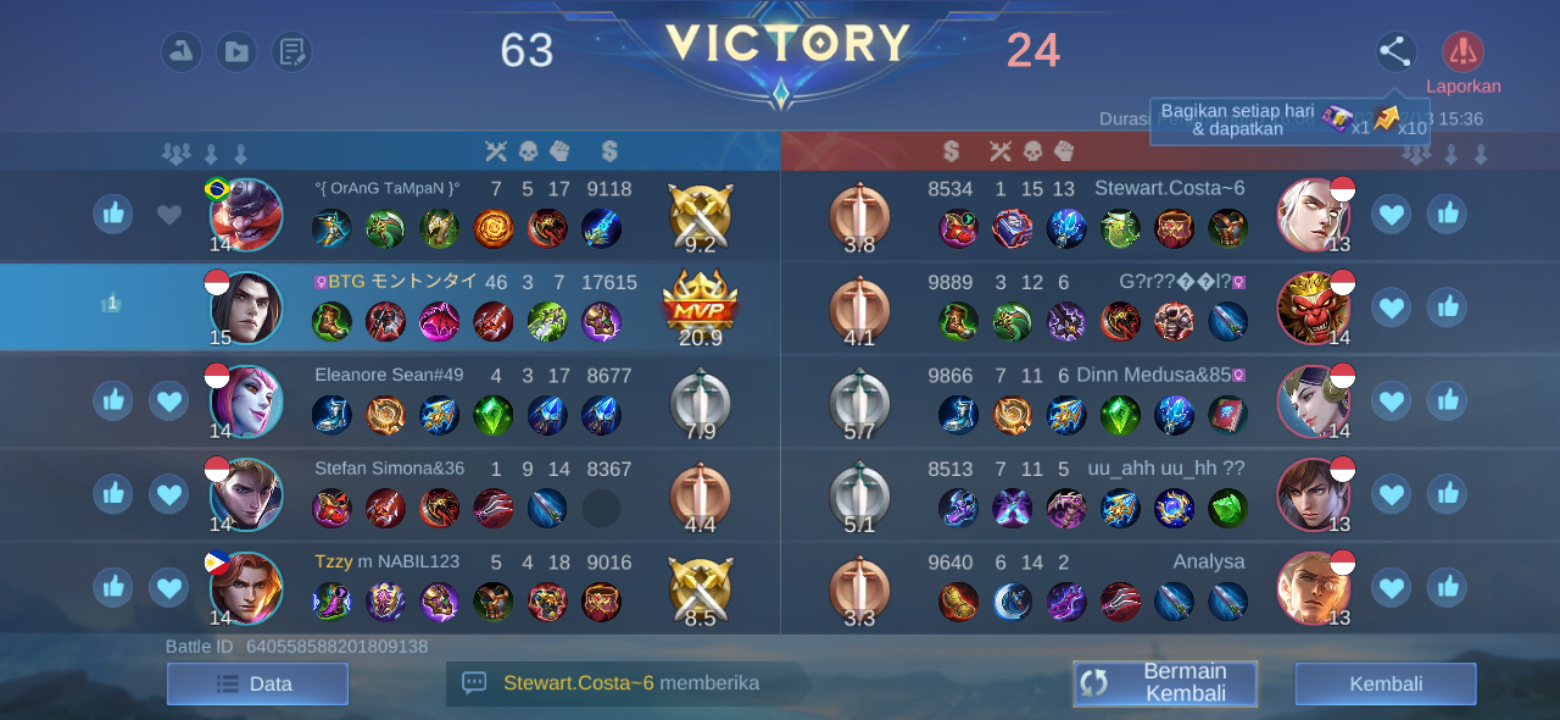 63
VICTORY
24
Laporkan
Bagikan setiap hari
& dapatkan
x1
x10
Durasi
15:36
°{ OrAnG TaMpaN }° 7 5 17 9118
14
9.2
1
BTG モントンタイ 46 3 7 17615
15
MVP
20.9
Eleanore Sean#49 4 3 17 8677
14
7.9
Stefan Simona&36 1 9 14 8367
14
4.4
Tzzy m NABIL123 5 4 18 9016
14
8.5
8534 1 15 13 Stewart.Costa~6
3.8
13
9889 3 12 6 G?r??��l?
4.1
14
9866 7 11 6 Dinn Medusa&85
5.7
14
8513 7 11 5 uu_ahh uu_hh ??
5.1
13
9640 6 14 2 Analysa
3.3
13
Battle ID 640558588201809138
Data
Stewart.Costa~6 memberika
Bermain
Kembali
Kembali